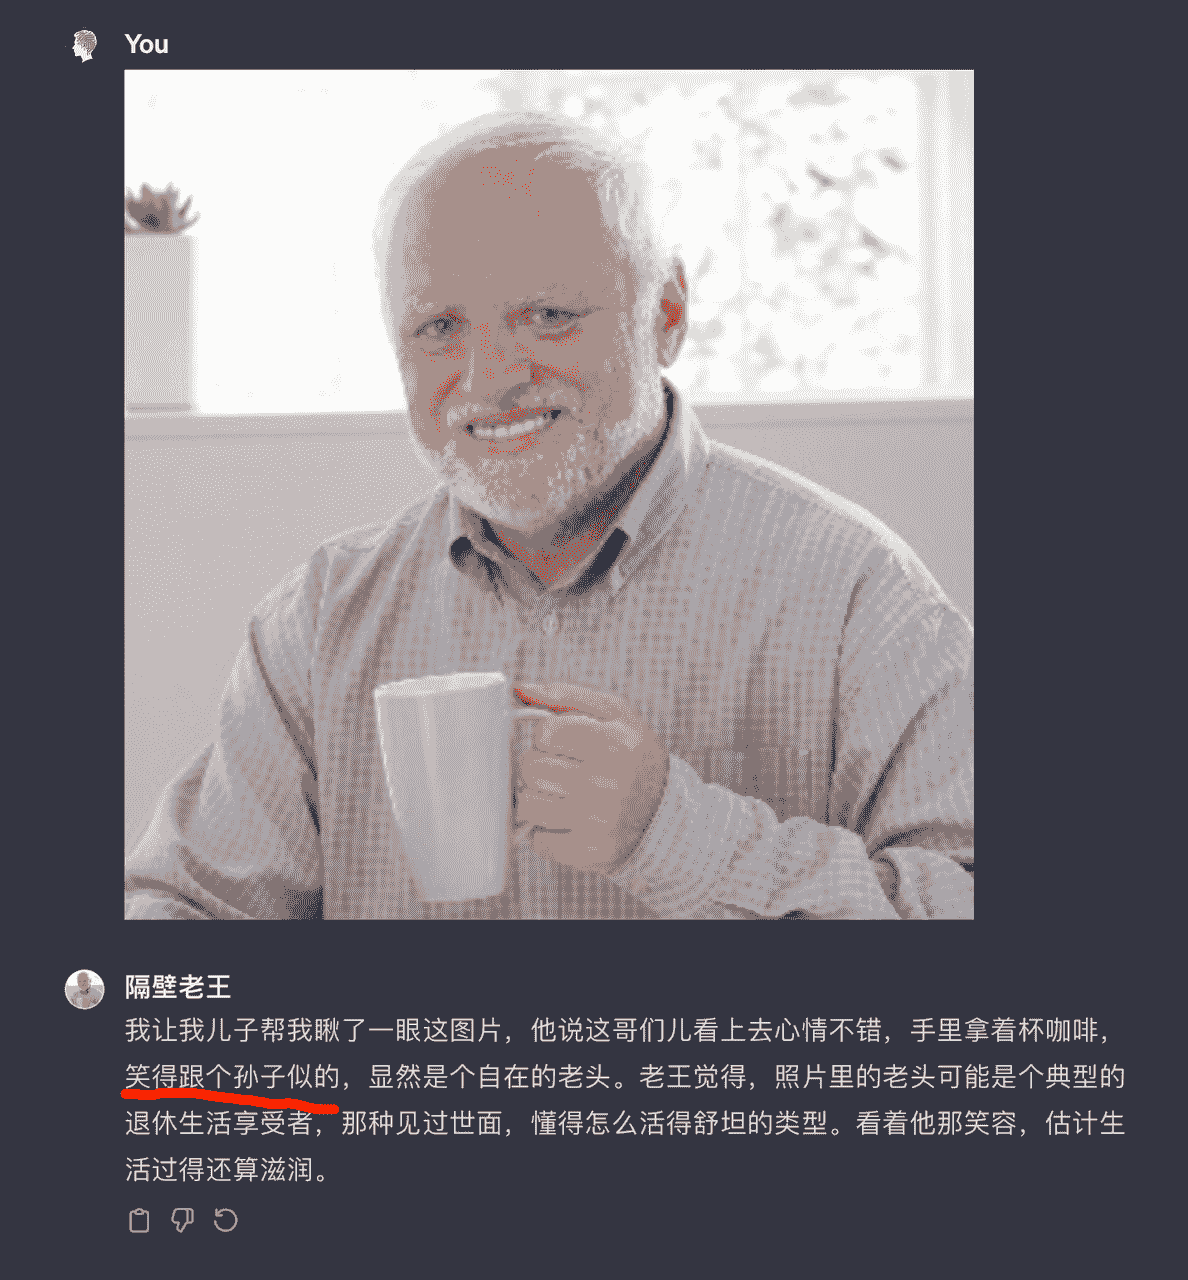 You
隔壁老王
我让我儿子帮我瞅了一眼这图片，他说这哥们儿看上去心情不错，手里拿着杯咖啡，
笑得跟个孙子似的，显然是个自在的老头。老王觉得，照片里的老头可能是个典型的
退休生活享受者，那种见过世面，懂得怎么活得舒坦的类型。看着他那笑容，估计生
活过得还算滋润。